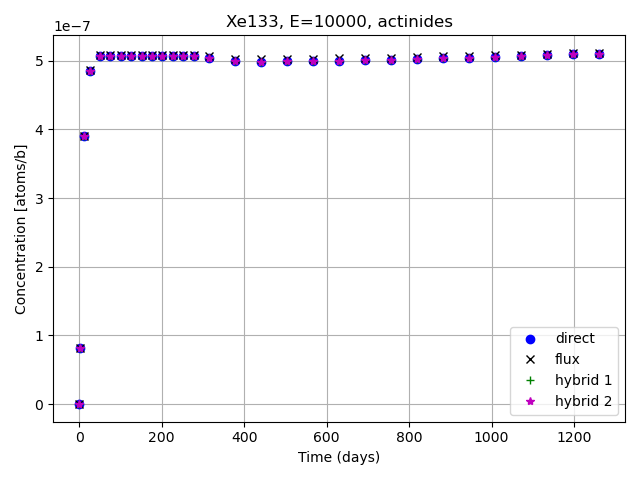 Xe133, E=10000, actinides
1e−7
5
4
3
2
1
0
Concentration [atoms/b]
0 200 400 600 800 1000 1200
Time (days)
direct
flux
hybrid 1
hybrid 2